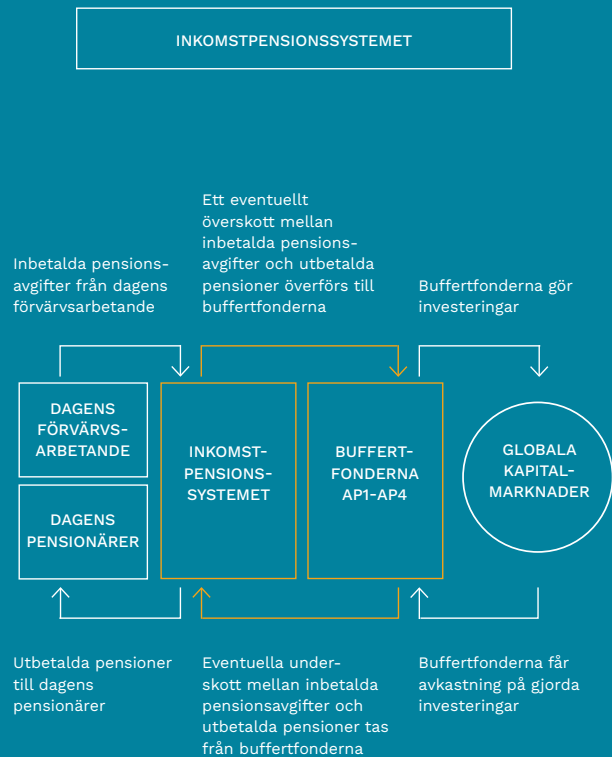 INKOMSTPENSIONSSYSTEMET
Inbetalda pensions-
avgifter från dagens
förvärvsarbetande
Ett eventuellt
överskott mellan
inbetalda pensions-
avgifter och utbetalda
pensioner överförs till
buffertfonderna
Buffertfonderna gör
investeringar
DAGENS
FÖRVÄRVS-
ARBETANDE
DAGENS
PENSIONÄRER
INKOMST-
PENSIONS-
SYSTEMET
BUFFERT-
FONDERNA
AP1-AP4
GLOBALA
KAPITAL-
MARKNADER
Utbetalda pensioner
till dagens
pensionärer
Eventuella under-
skott mellan inbetalda
pensionsavgifter och
utbetalda pensioner tas
från buffertfonderna
Buffertfonderna får
avkastning på gjorda
investeringar